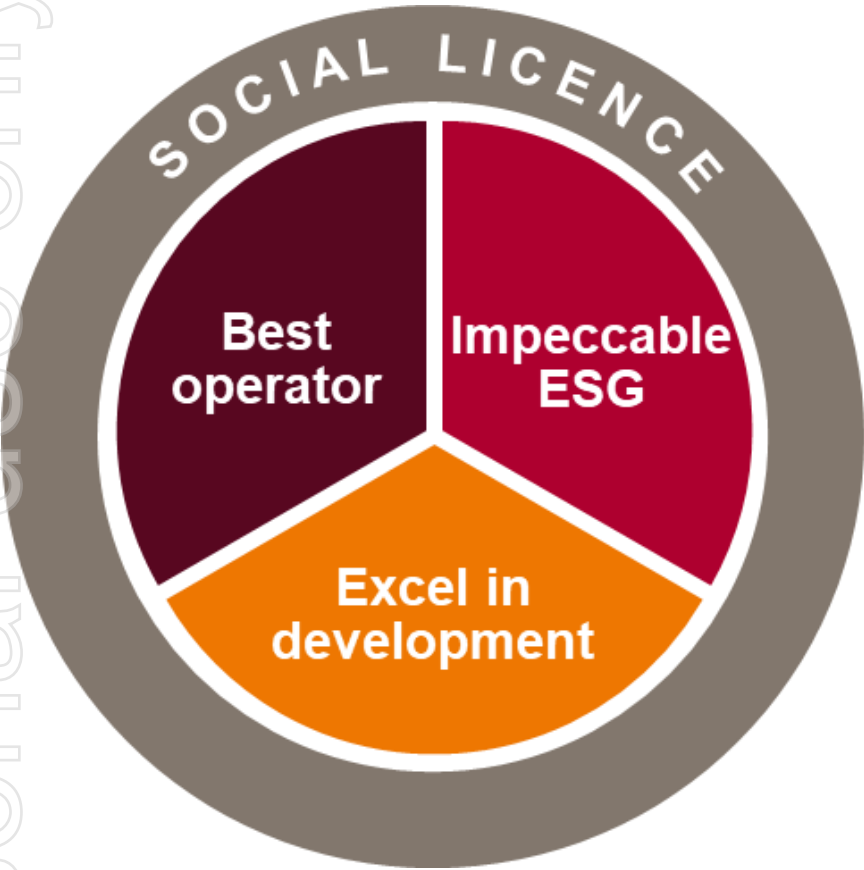 SOCIAL LICENCE
Best
operator
Impeccable
ESG
Excel in
development